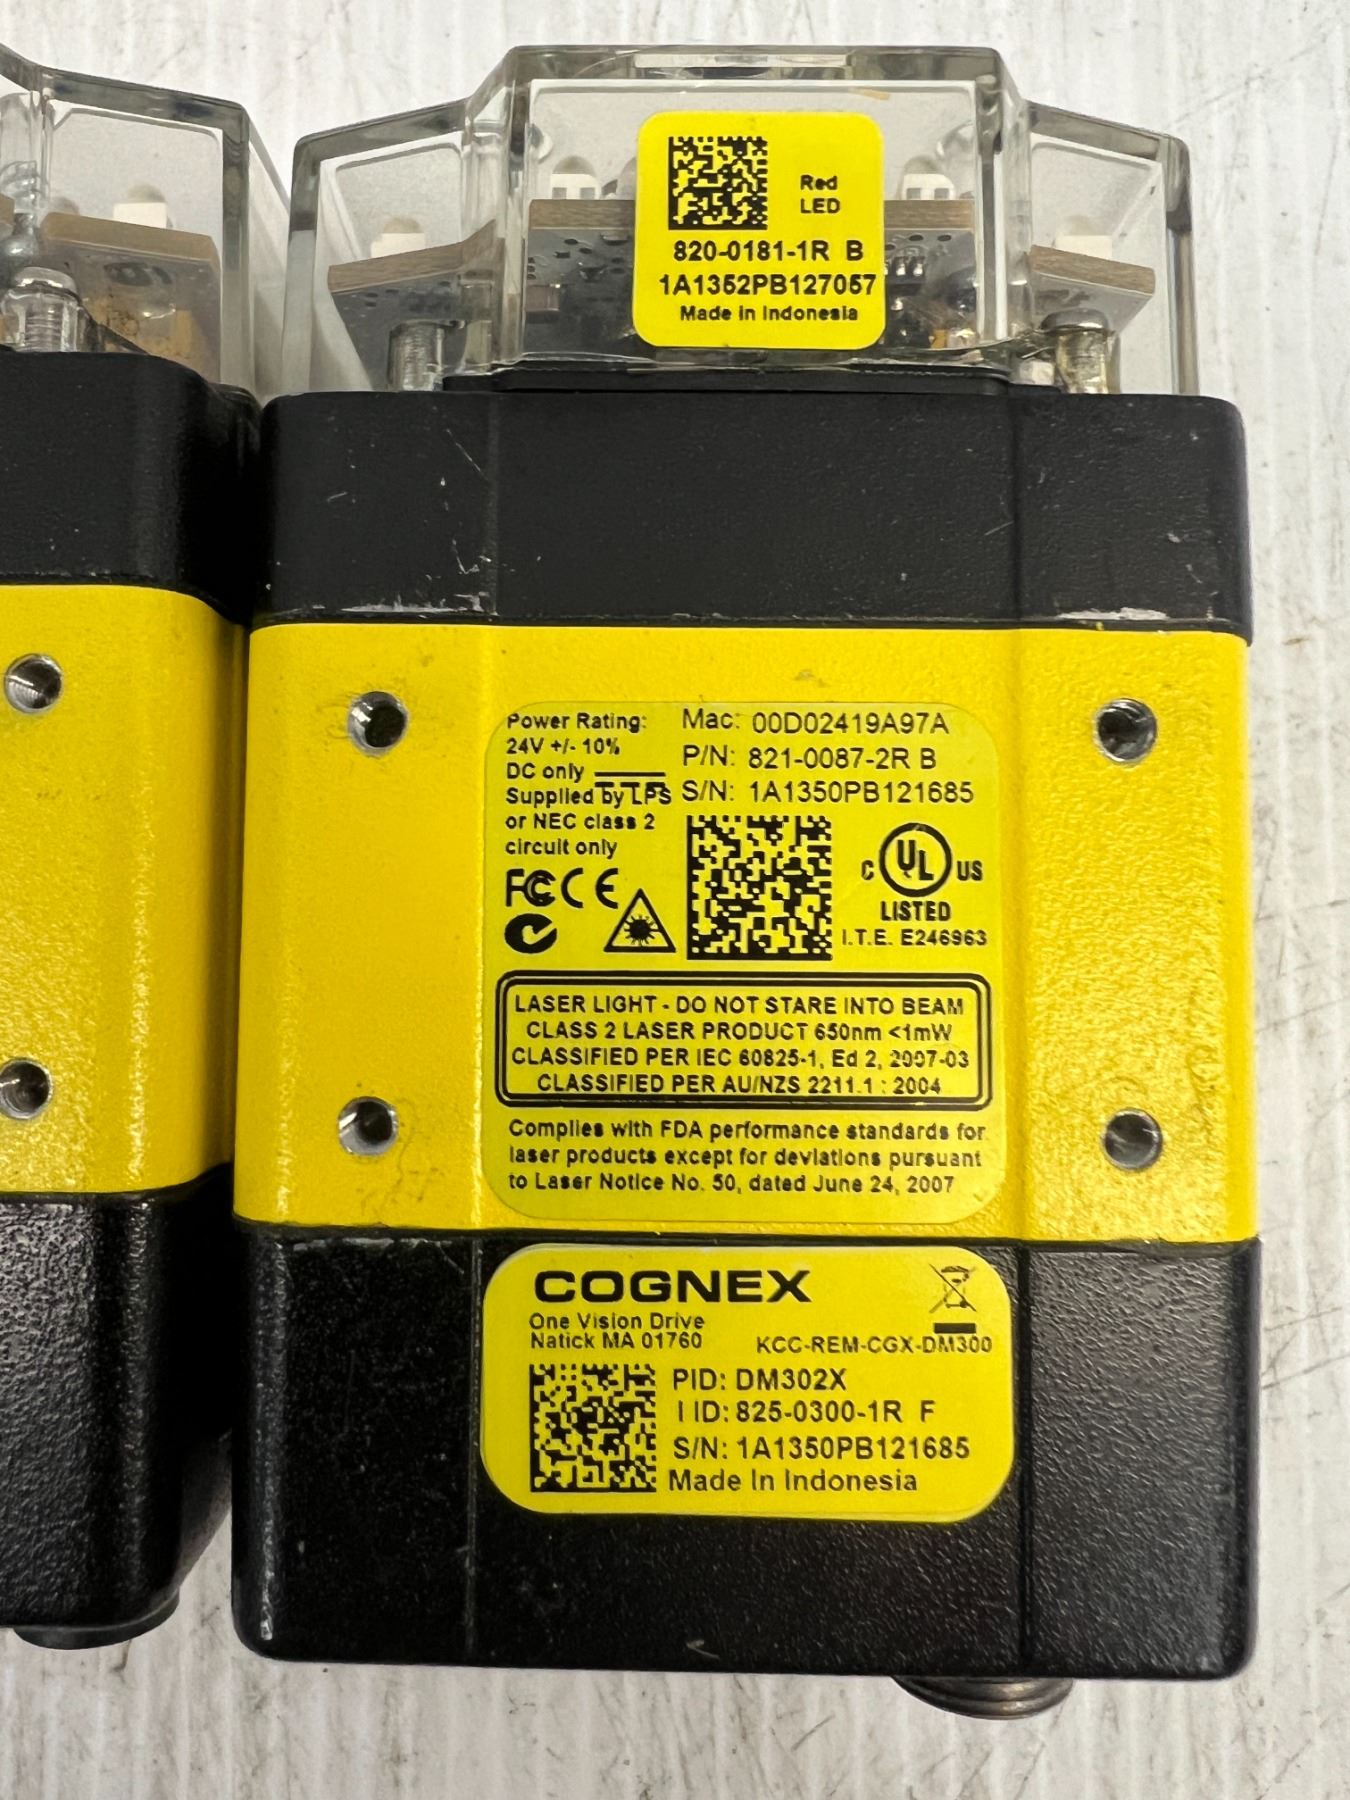 Red
LED
820-0181-1R B
1A1352PB127057
Made in Indonesia
Power Rating:
24V +/- 10%
DC only
Supplied by LPS
or NEC class 2
circuit only
Mac: 00D02419A97A
P/N: 821-0087-2R B
S/N: 1A1350PB121685
FC CE
C UL US
LISTED
I.T.E. E246963
LASER LIGHT - DO NOT STARE INTO BEAM
CLASS 2 LASER PRODUCT 650nm <1mW
CLASSIFIED PER IEC 60825-1, Ed 2, 2007-03
CLASSIFIED PER AU/NZS 2211.1 : 2004
Complies with FDA performance standards for
laser products except for deviations pursuant
to Laser Notice No. 50, dated June 24, 2007
COGNEX
One Vision Drive
Natick MA 01760
KCC-REM-CGX-DM300
PID: DM302X
I ID: 825-0300-1R F
S/N: 1A1350PB121685
Made In Indonesia